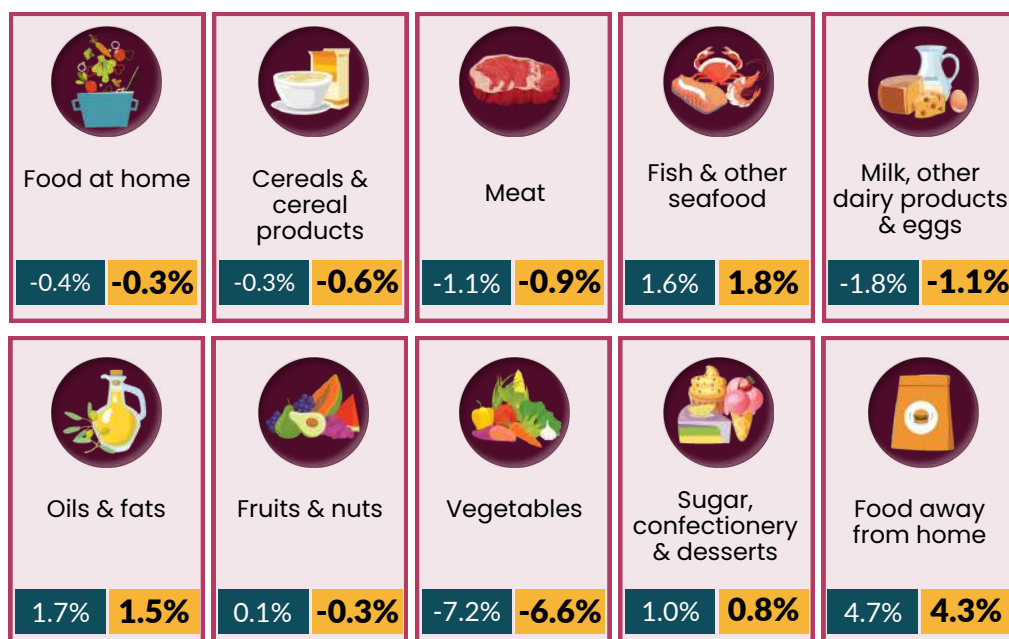 Food at home
-0.4% -0.3%
Cereals &
cereal
products
-0.3% -0.6%
Meat
-1.1% -0.9%
Fish & other
seafood
1.6% 1.8%
Milk, other
dairy products
& eggs
-1.8% -1.1%
Oils & fats
1.7% 1.5%
Fruits & nuts
0.1% -0.3%
Vegetables
-7.2% -6.6%
Sugar,
confectionery
& desserts
1.0% 0.8%
Food away
from home
4.7% 4.3%